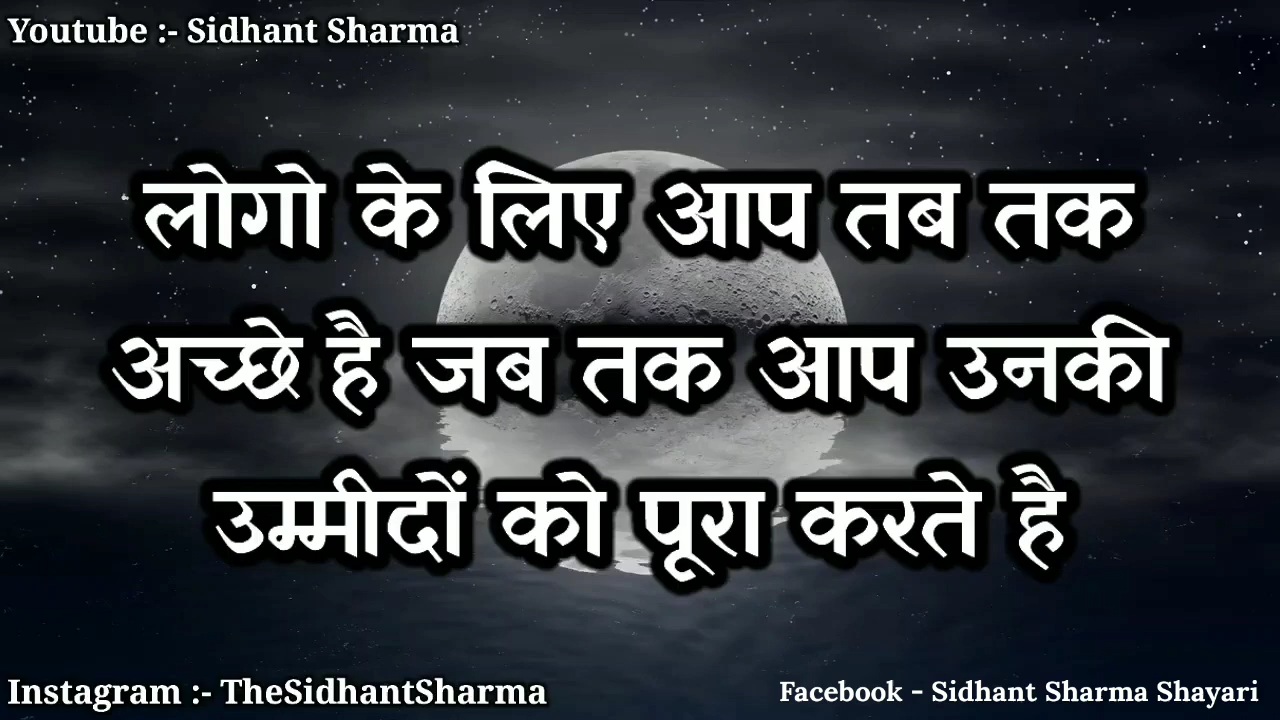 Youtube :- Sidhant Sharma
लोगो के लिए आप तब तक
अच्छे है जब तक आप उनकी
उम्मीदों को पूरा करते है
Instagram :- TheSidhantSharma
Facebook - Sidhant Sharma Shayari